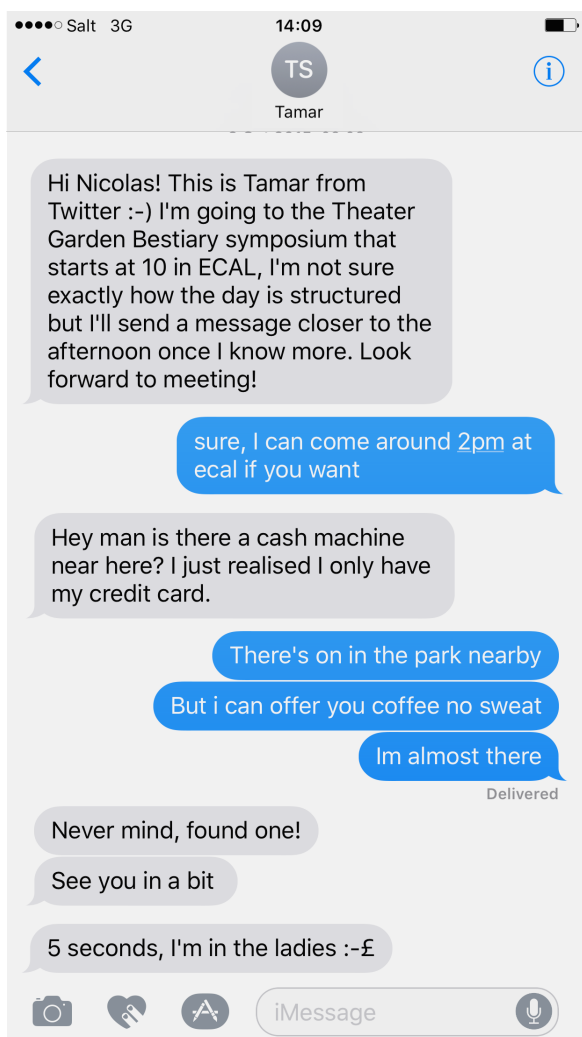 Salt 3G 14:09
TS
Tamar
Hi Nicolas! This is Tamar from
Twitter :-) I'm going to the Theater
Garden Bestiary symposium that
starts at 10 in ECAL, I'm not sure
exactly how the day is structured
but I'll send a message closer to the
afternoon once I know more. Look
forward to meeting!
sure, I can come around 2pm at
ecal if you want
Hey man is there a cash machine
near here? I just realised I only have
my credit card.
There's on in the park nearby
But i can offer you coffee no sweat
Im almost there
Delivered
Never mind, found one!
See you in a bit
5 seconds, I'm in the ladies :-£
iMessage